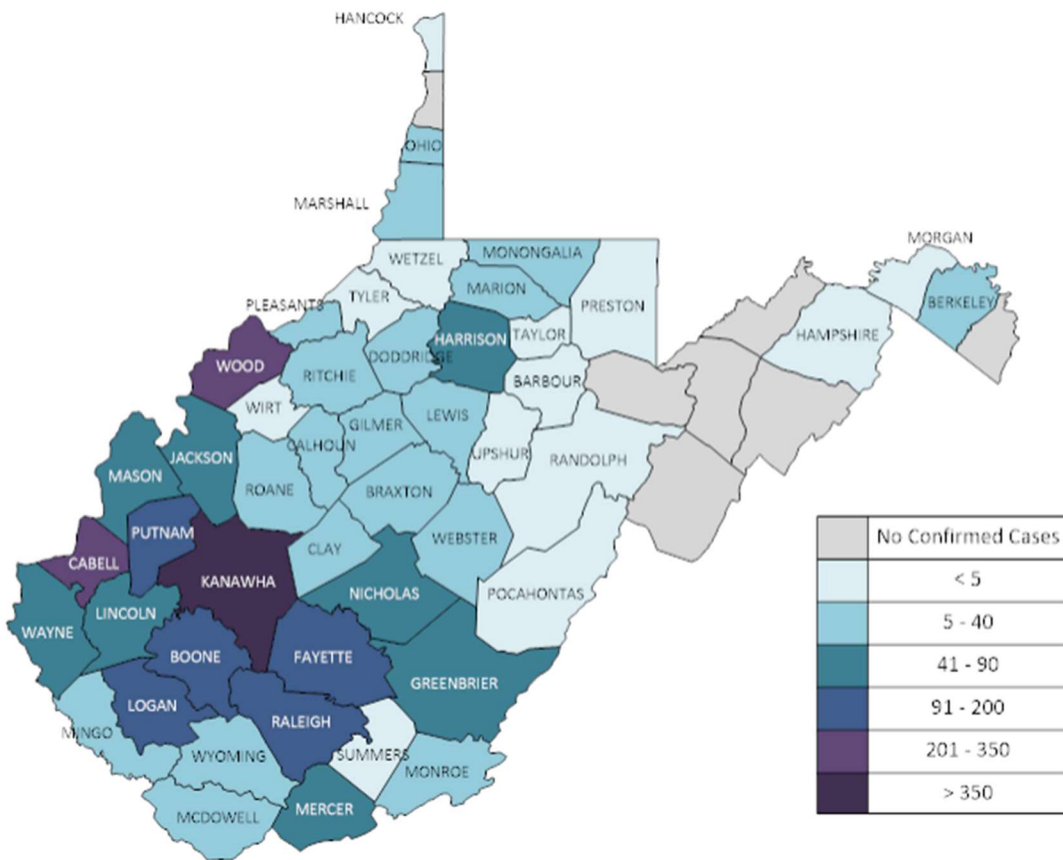 HANCOCK
OHIO
MARSHALL
MORGAN
WETZEL
MONONGALIA
MARION
TYLER
PLEASANTS
PRESTON
BERKELEY
HAMPSHIRE
HARRISON
TAYLOR
DODDRIDGE
WOOD
RITCHIE
BARBOUR
WIRT
LEWIS
GILMER
CALHOUN
UPSHUR
RANDOLPH
JACKSON
MASON
ROANE
BRAXTON
PUTNAM
WEBSTER
CLAY
CABELL
KANAWHA
NICHOLAS
POCAHONTAS
LINCOLN
WAYNE
BOONE
FAYETTE
GREENBRIER
LOGAN
RALEIGH
MINGO
WYOMING
SUMMERS
MONROE
MERCER
MCDOWELL
No Confirmed Cases
< 5
5 - 40
41 - 90
91 - 200
201 - 350
> 350